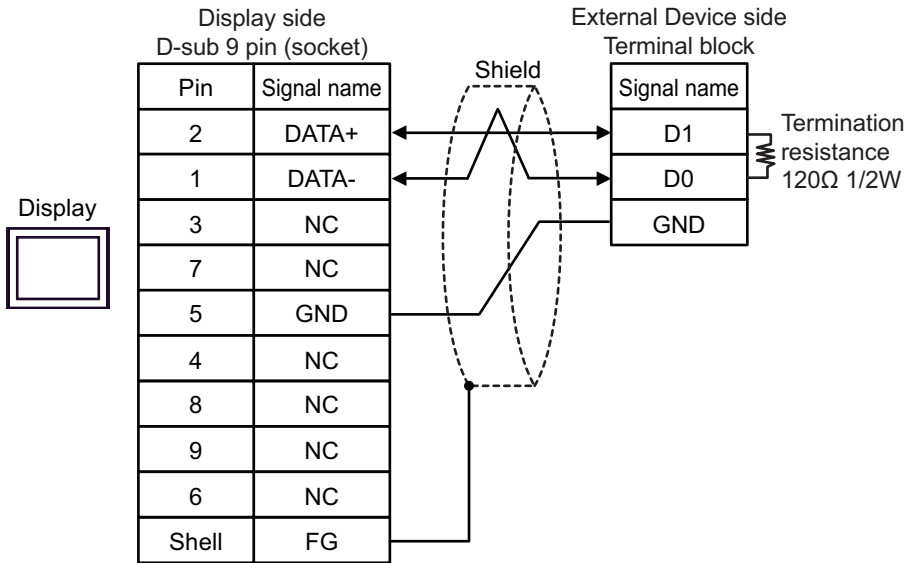 Display side
D-sub 9 pin (socket)
External Device side
Terminal block
Shield
Pin Signal name
2 DATA+
1 DATA-
3 NC
7 NC
5 GND
4 NC
8 NC
9 NC
6 NC
Shell FG
Signal name
D1
D0
GND
Termination
resistance
120Ω 1/2W
Display